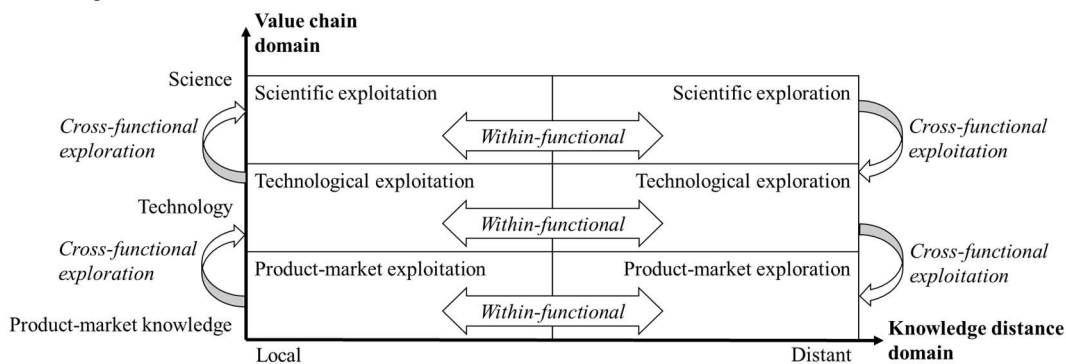 Value chain
domain
Science
Scientific exploitation
Scientific exploration
Cross-functional
exploration
Within-functional
Cross-functional
exploitation
Technological exploitation
Technological exploration
Technology
Within-functional
Cross-functional
exploration
Cross-functional
exploitation
Product-market exploitation
Product-market exploration
Within-functional
Product-market knowledge
Knowledge distance
domain
Local
Distant